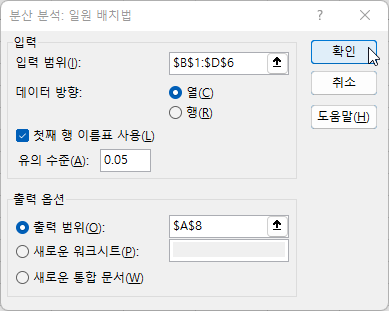 분산 분석: 일원 배치법 ?
입력
입력 범위(I): $B$1:$D$6
데이터 방향: 열(C)
행(R)
첫째 행 이름표 사용(L)
유의 수준(A): 0.05
확인
취소
도움말(H)
출력 옵션
출력 범위(O): $A$8
새로운 워크시트(P):
새로운 통합 문서(W)